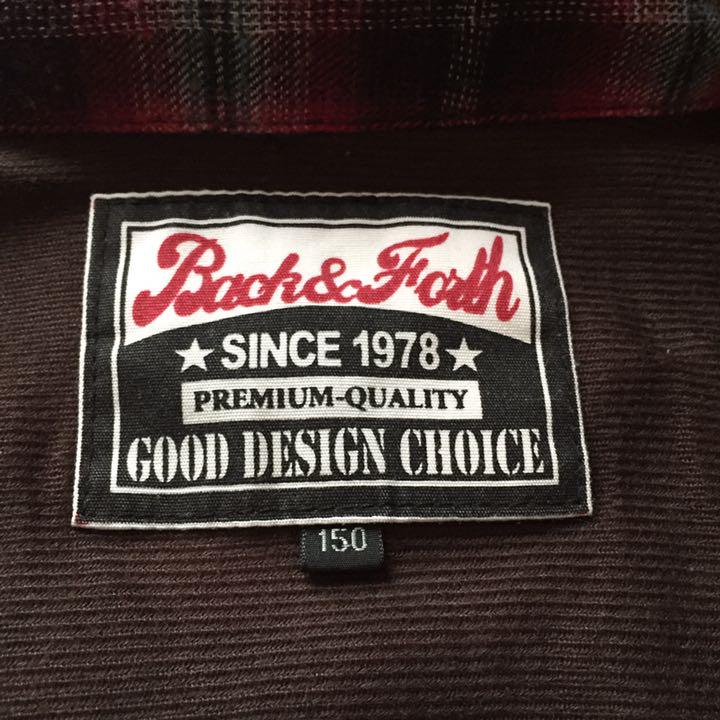 Back&Forth
★ SINCE 1978 ★
PREMIUM-QUALITY
GOOD DESIGN CHOICE
150